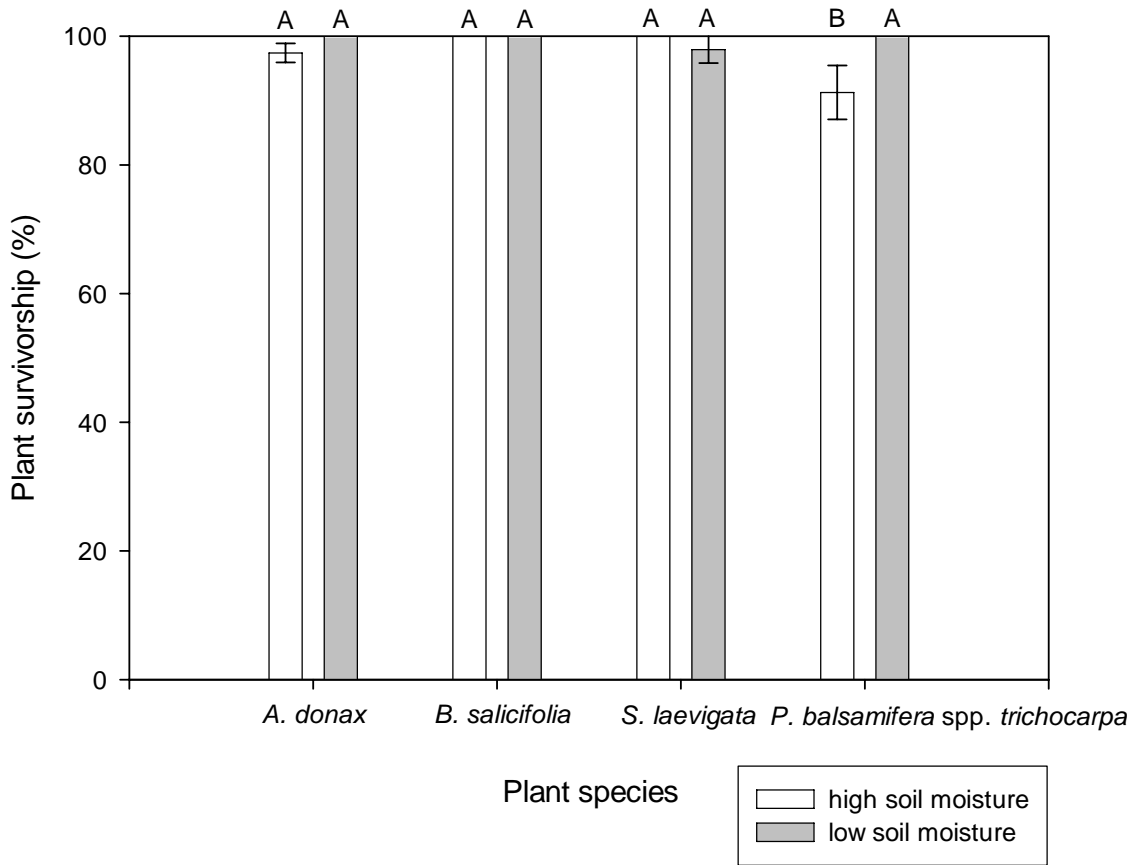 A A A A A A B A
100
80
60
40
20
0
Plant survivorship (%)
A. donax B. salicifolia S. laevigata P. balsamifera spp. trichocarpa
Plant species
high soil moisture
low soil moisture